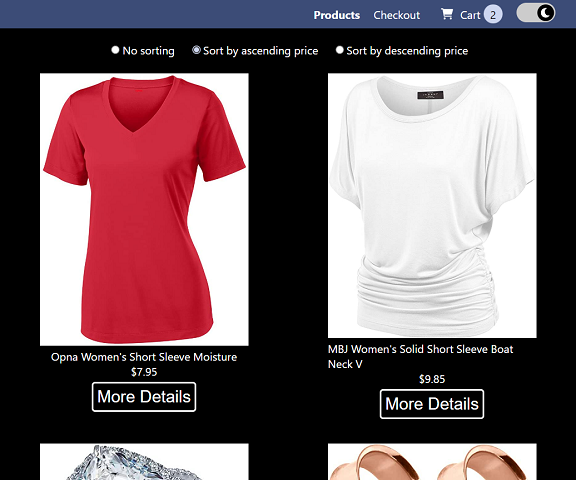 Products Checkout Cart 2
No sorting Sort by ascending price Sort by descending price
Opna Women's Short Sleeve Moisture
$7.95
More Details
MBJ Women's Solid Short Sleeve Boat
Neck V
$9.85
More Details